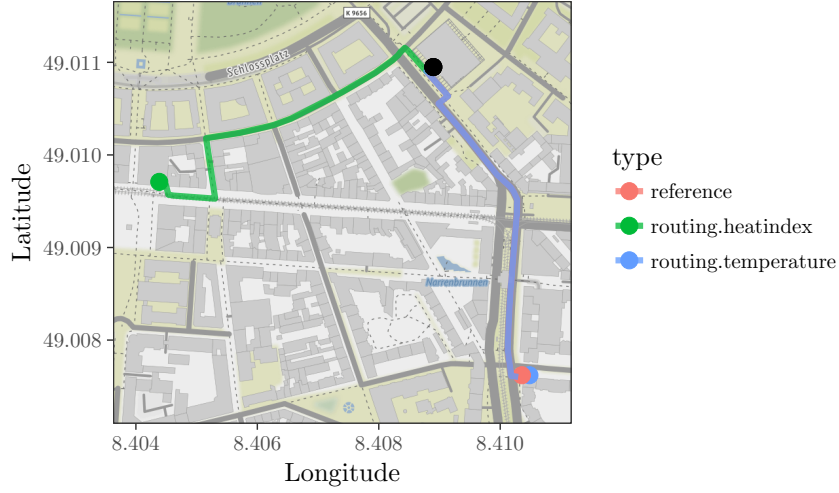 K 9656
Schlossplatz
49.011
49.010
49.009
49.008
Latitude
Narrenbrunnen
8.404
8.406
8.408
8.410
Longitude
type
reference
routing.heatindex
routing.temperature